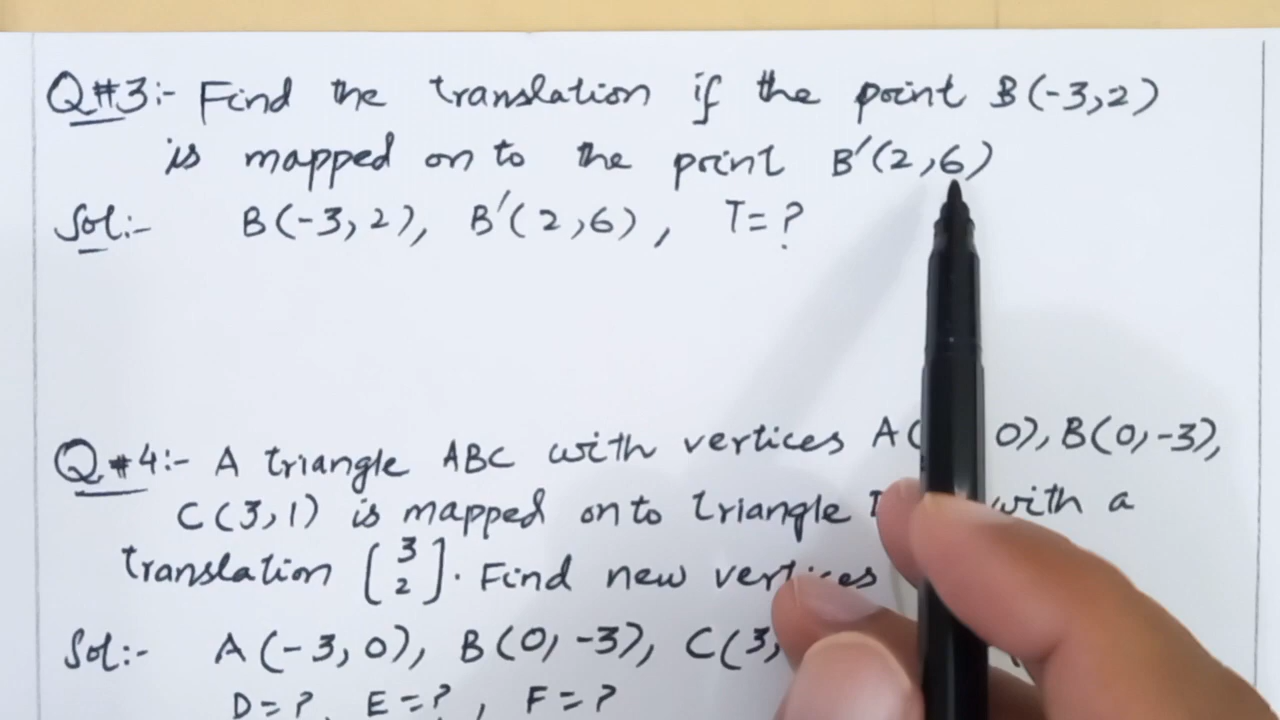 Q#3:- Find the translation if the point B(-3,2)
is mapped on to the point B'(2,6)
Sol:- B(-3,2), B'(2,6), T=?
Q#4:- A triangle ABC with vertices A( 0), B(0,-3),
C(3,1) is mapped on to triangle with a
translation [3 2]. Find new vertices
Sol:- A(-3,0), B(0,-3), C(3,
D=?, E=?, F=?